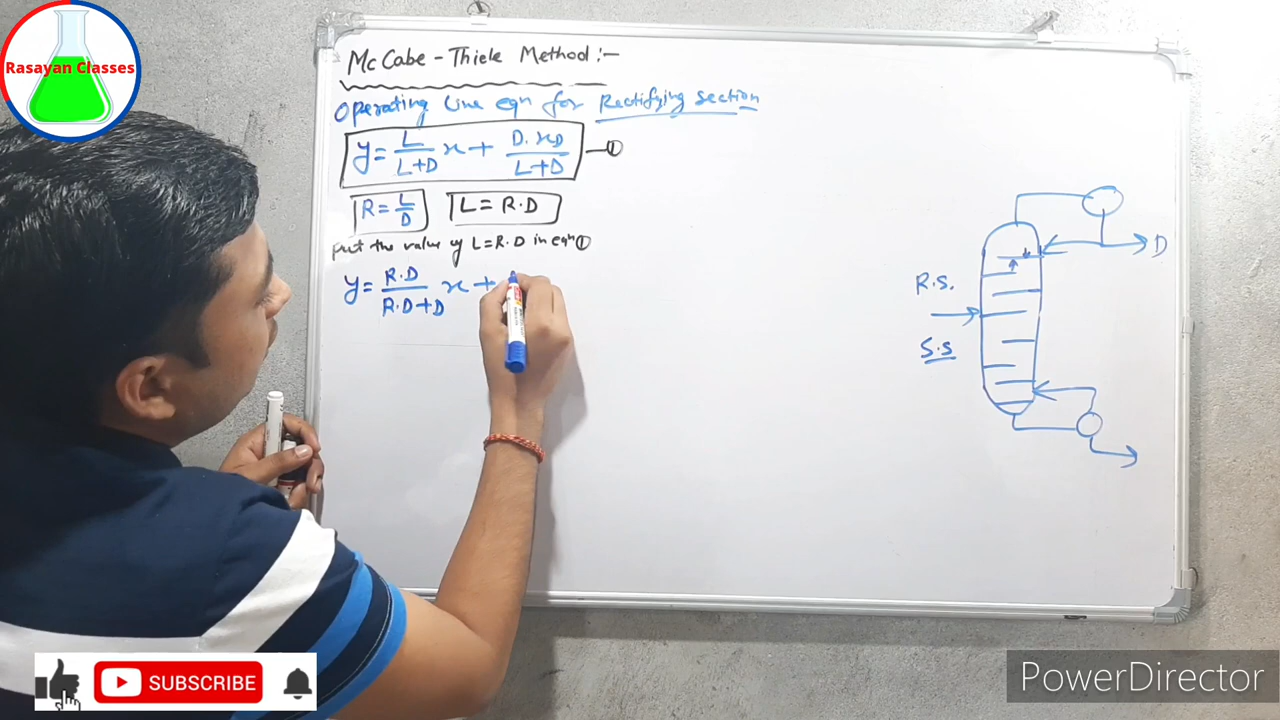 Rasayan Classes
Mc Cabe - Thiele Method :-
Operating Line eqn for Rectifying section
y = L/(L+D) x + D.xD/(L+D) —①
R = L/D L = R.D
Put the value of L = R.D in eqn ①
y = R.D/(R.D+D) x +
D
R.S.
S.S
SUBSCRIBE
PowerDirector